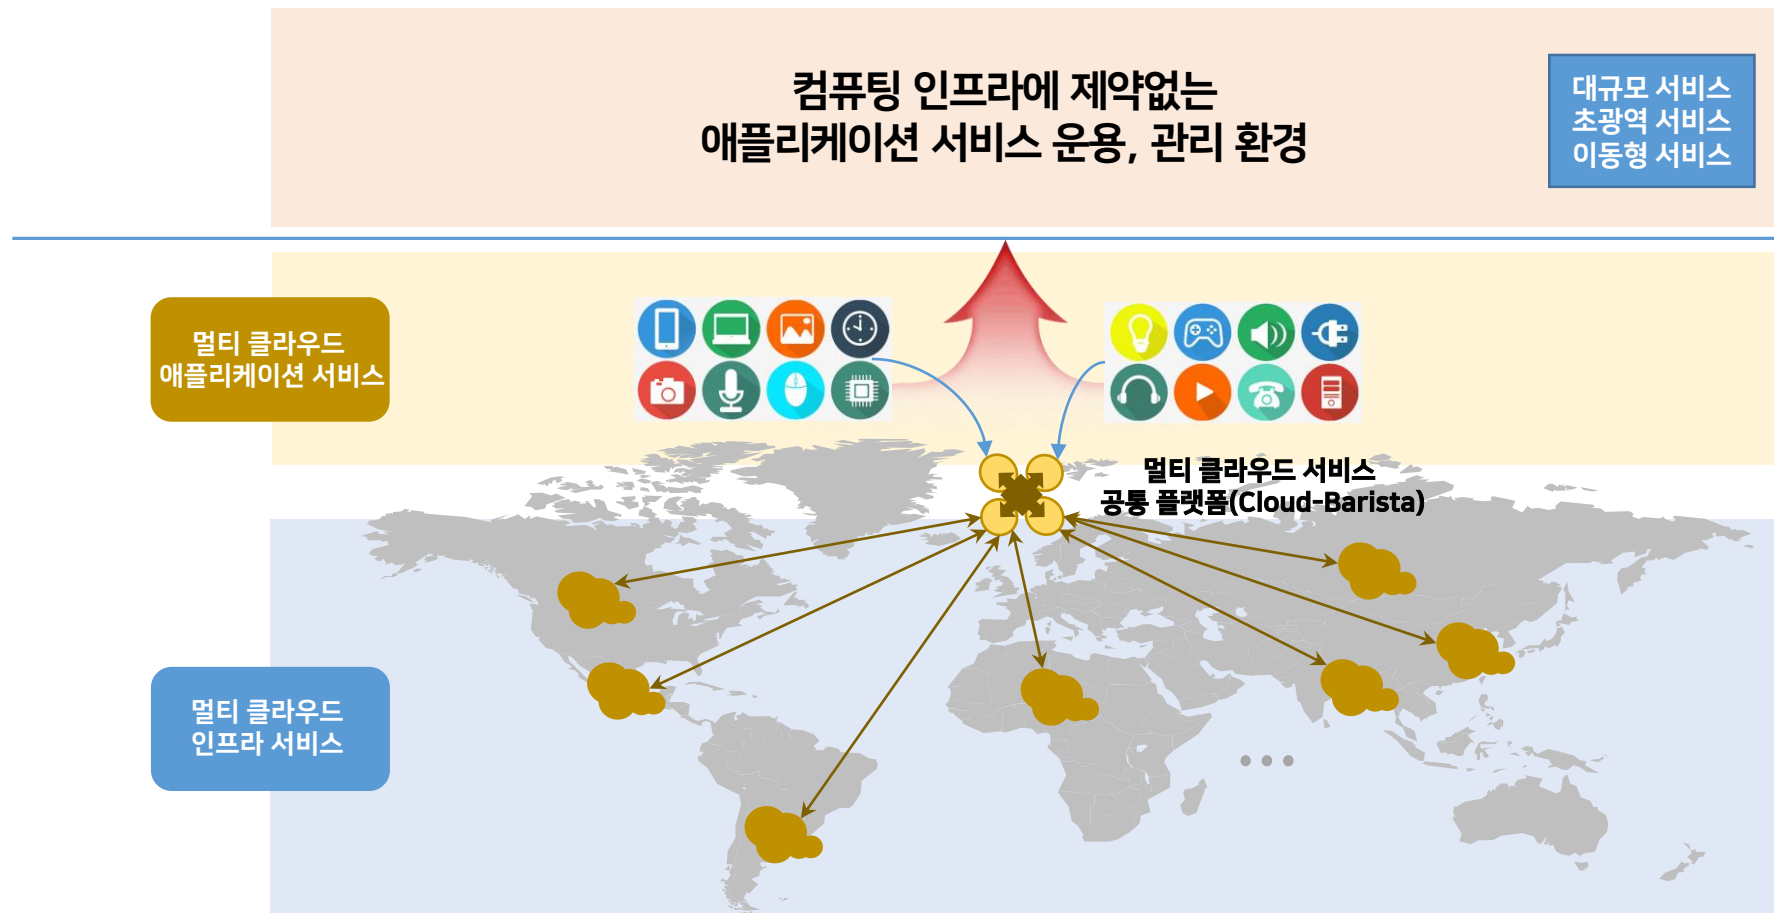 컴퓨팅 인프라에 제약없는
애플리케이션 서비스 운용, 관리 환경
대규모 서비스
초광역 서비스
이동형 서비스
멀티 클라우드
애플리케이션 서비스
멀티 클라우드 서비스
공통 플랫폼(Cloud-Barista)
멀티 클라우드
인프라 서비스